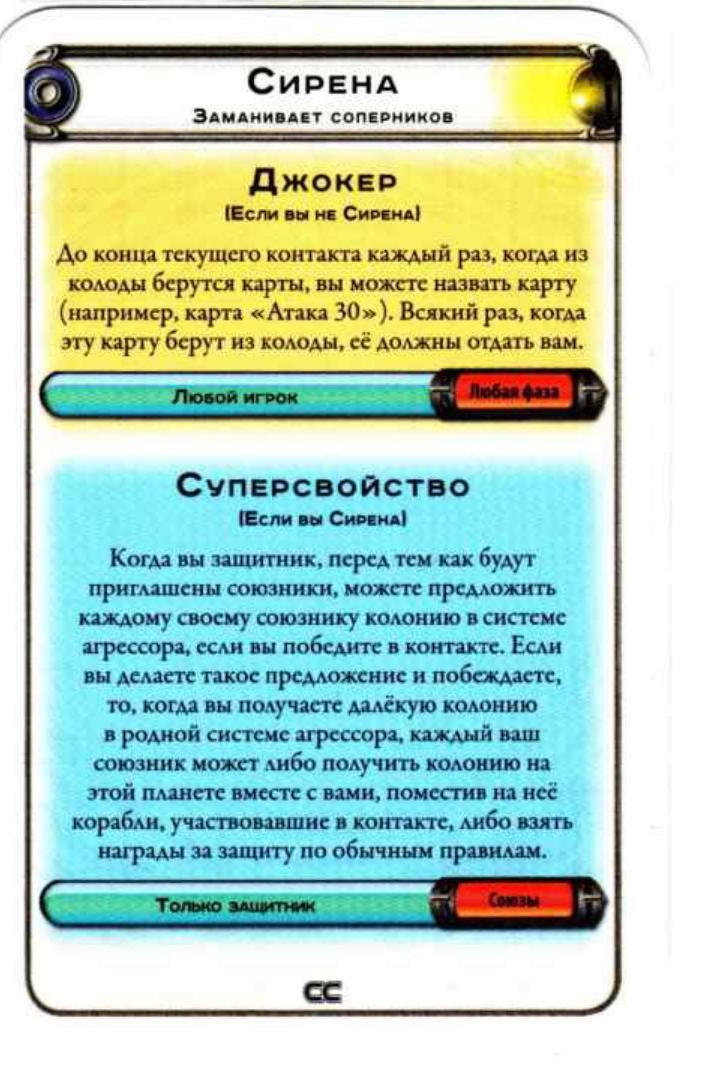 Сирена
Заманивает соперников
Джокер
(Если вы не Сирена)
До конца текущего контакта каждый раз, когда из
колоды берутся карты, вы можете назвать карту
(например, карта «Атака 30»). Всякий раз, когда
эту карту берут из колоды, её должны отдать вам.
Любой игрок
Любая фаза
Суперсвойство
(Если вы Сирена)
Когда вы защитник, перед тем как будут
приглашены союзники, можете предложить
каждому своему союзнику колонию в системе
агрессора, если вы победите в контакте. Если
вы делаете такое предложение и побеждаете,
то, когда вы получаете далёкую колонию
в родной системе агрессора, каждый ваш
союзник может либо получить колонию на
этой планете вместе с вами, поместив на неё
корабли, участвовавшие в контакте, либо взять
награды за защиту по обычным правилам.
Только защитник
Союзы
CC